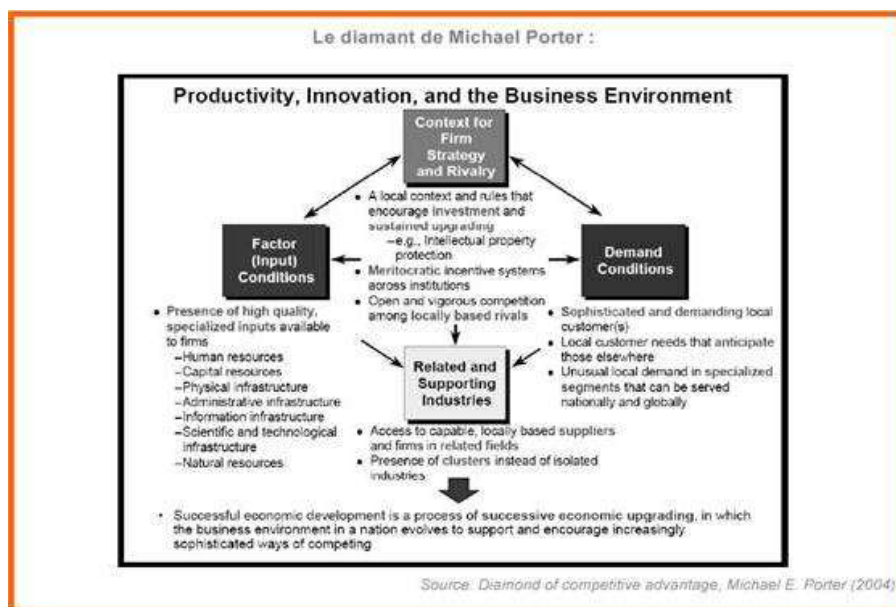 Le diamant de Michael Porter :
Productivity, Innovation, and the Business Environment
Context for
Firm
Strategy
and Rivalry
• A local context and rules that
encourage investment and
sustained upgrading
–e.g., Intellectual property
protection
• Meritocratic incentive systems
across institutions
• Open and vigorous competition
among locally based rivals
Factor
(Input)
Conditions
• Presence of high quality,
specialized inputs available
to firms
–Human resources
–Capital resources
–Physical infrastructure
–Administrative infrastructure
–Information infrastructure
–Scientific and technological
infrastructure
–Natural resources
Demand
Conditions
• Sophisticated and demanding local
customer(s)
• Local customer needs that anticipate
those elsewhere
• Unusual local demand in specialized
segments that can be served
nationally and globally
Related and
Supporting
Industries
• Access to capable, locally based suppliers
and firms in related fields
• Presence of clusters instead of isolated
industries
• Successful economic development is a process of successive economic upgrading, in which
the business environment in a nation evolves to support and encourage increasingly
sophisticated ways of competing
Source: Diamond of competitive advantage, Michael E. Porter (2004)